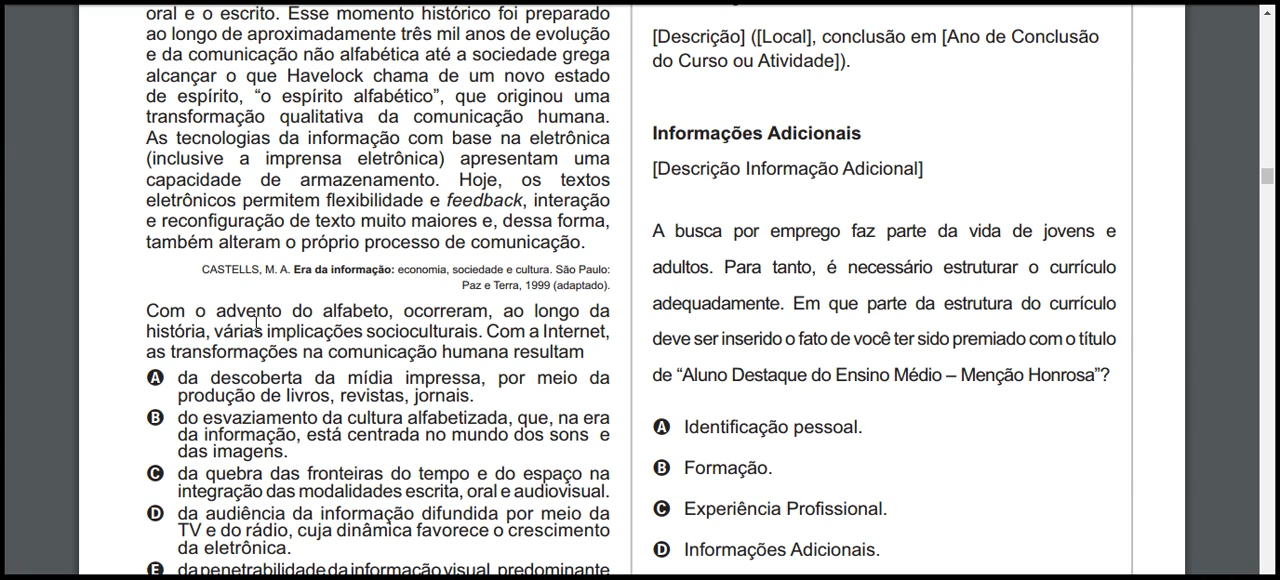 oral e o escrito. Esse momento histórico foi preparado
ao longo de aproximadamente três mil anos de evolução
e da comunicação não alfabética até a sociedade grega
alcançar o que Havelock chama de um novo estado
de espírito, “o espírito alfabético”, que originou uma
transformação qualitativa da comunicação humana.
As tecnologias da informação com base na eletrônica
(inclusive a imprensa eletrônica) apresentam uma
capacidade de armazenamento. Hoje, os textos
eletrônicos permitem flexibilidade e feedback, interação
e reconfiguração de texto muito maiores e, dessa forma,
também alteram o próprio processo de comunicação.
CASTELLS, M. A. Era da informação: economia, sociedade e cultura. São Paulo:
Paz e Terra, 1999 (adaptado).
Com o advento do alfabeto, ocorreram, ao longo da
história, várias implicações socioculturais. Com a Internet,
as transformações na comunicação humana resultam
A da descoberta da mídia impressa, por meio da
produção de livros, revistas, jornais.
B do esvaziamento da cultura alfabetizada, que, na era
da informação, está centrada no mundo dos sons e
das imagens.
C da quebra das fronteiras do tempo e do espaço na
integração das modalidades escrita, oral e audiovisual.
D da audiência da informação difundida por meio da
TV e do rádio, cuja dinâmica favorece o crescimento
da eletrônica.
E da penetrabilidade da informação visual, predominante
[Descrição] ([Local], conclusão em [Ano de Conclusão
do Curso ou Atividade]).
Informações Adicionais
[Descrição Informação Adicional]
A busca por emprego faz parte da vida de jovens e
adultos. Para tanto, é necessário estruturar o currículo
adequadamente. Em que parte da estrutura do currículo
deve ser inserido o fato de você ter sido premiado com o título
de “Aluno Destaque do Ensino Médio – Menção Honrosa”?
A Identificação pessoal.
B Formação.
C Experiência Profissional.
D Informações Adicionais.